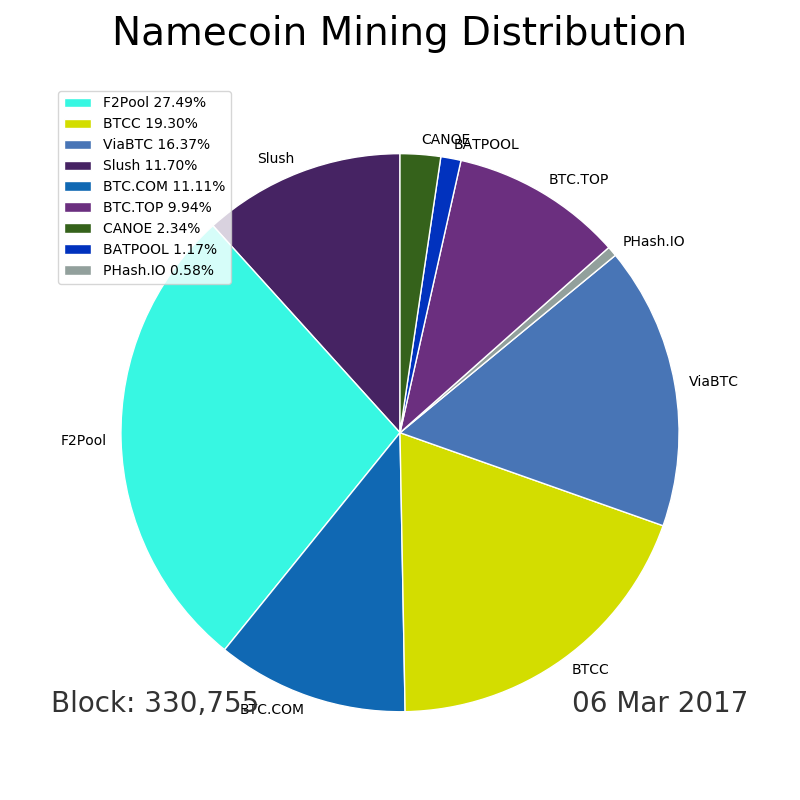 Namecoin Mining Distribution
F2Pool 27.49%
BTCC 19.30%
ViaBTC 16.37%
Slush 11.70%
BTC.COM 11.11%
BTC.TOP 9.94%
CANOE 2.34%
BATPOOL 1.17%
PHash.IO 0.58%
CANOE
BATPOOL
Slush
BTC.TOP
PHash.IO
ViaBTC
F2Pool
BTCC
BTC.COM
Block: 330,755
06 Mar 2017